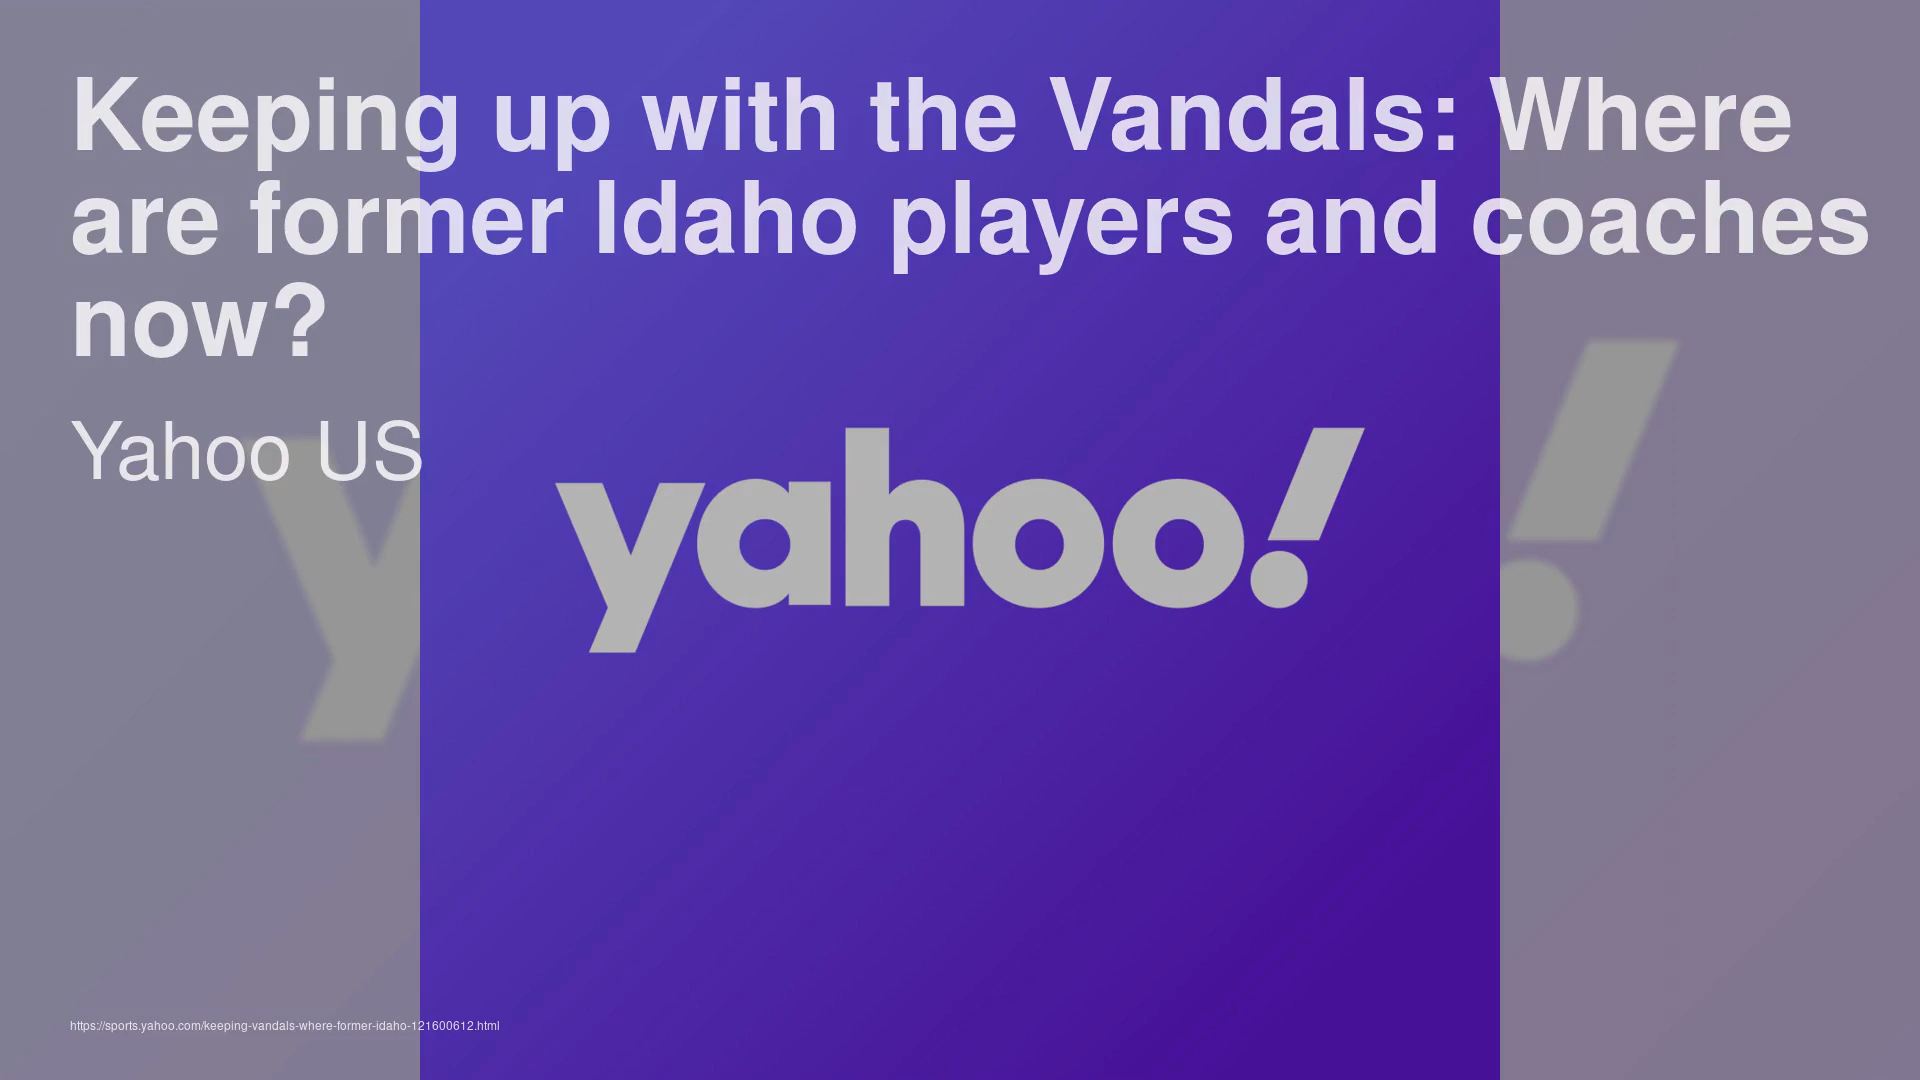 Keeping up with the Vandals: Where
are former Idaho players and coaches
now?
Yahoo US
yahoo!
y !
https://sports.yahoo.com/keeping-vandals-where-former-idaho-121600612.html